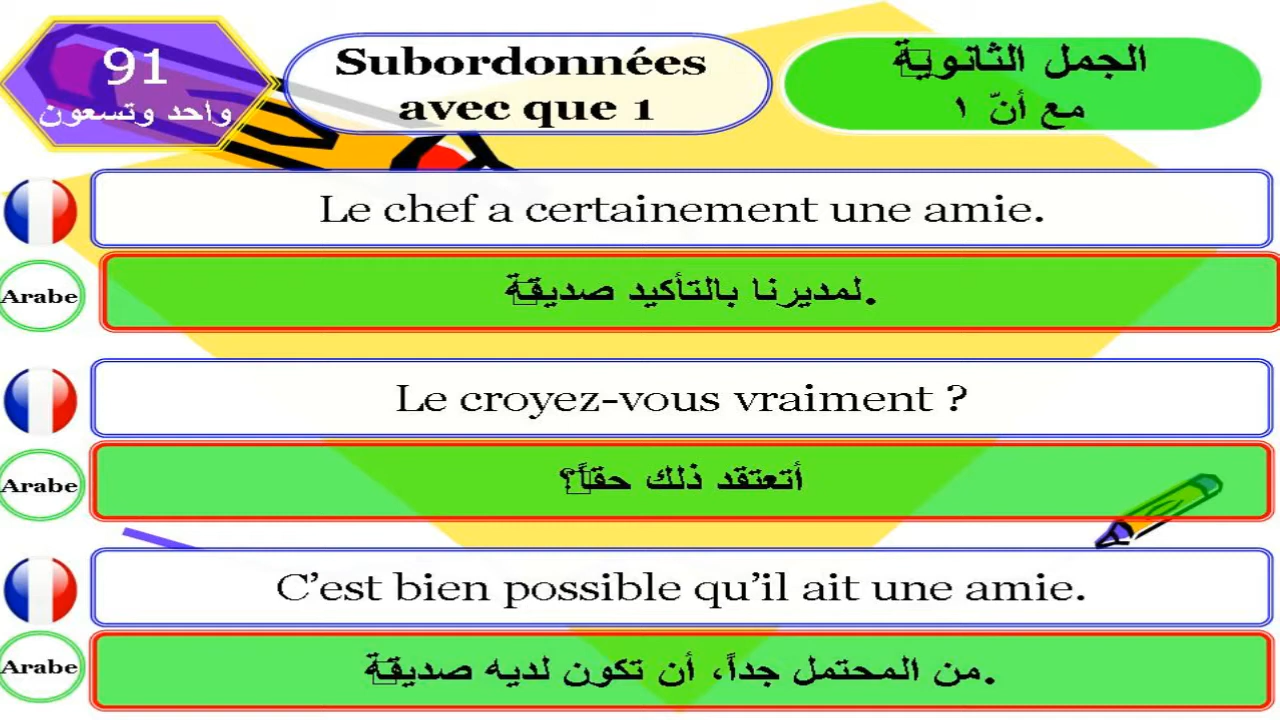 91
واحد وتسعون
Subordonnées
avec que 1
الجمل الثانوية
مع أنّ ١
Le chef a certainement une amie.
Arabe
لمديرنا بالتأكيد صديقة.
Le croyez-vous vraiment ?
Arabe
أتعتقد ذلك حقاً؟
C’est bien possible qu’il ait une amie.
Arabe
من المحتمل جداً، أن تكون لديه صديقة.